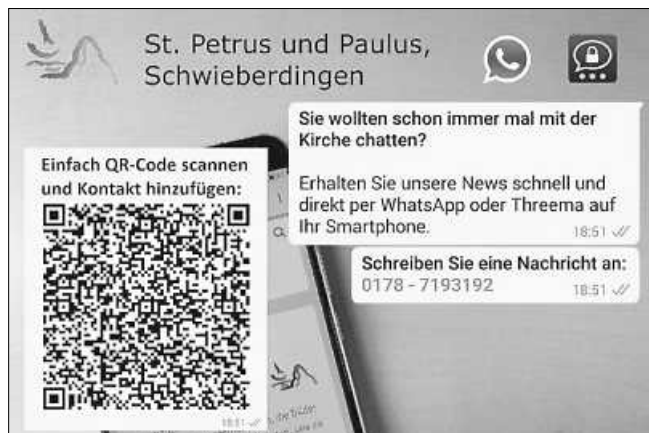 St. Petrus und Paulus,
Schwieberdingen
Sie wollten schon immer mal mit der
Kirche chatten?
Erhalten Sie unsere News schnell und
direkt per WhatsApp oder Threema auf
Ihr Smartphone.
18:51
Schreiben Sie eine Nachricht an:
0178 - 7193192
18:51
Einfach QR-Code scannen
und Kontakt hinzufügen:
18:51